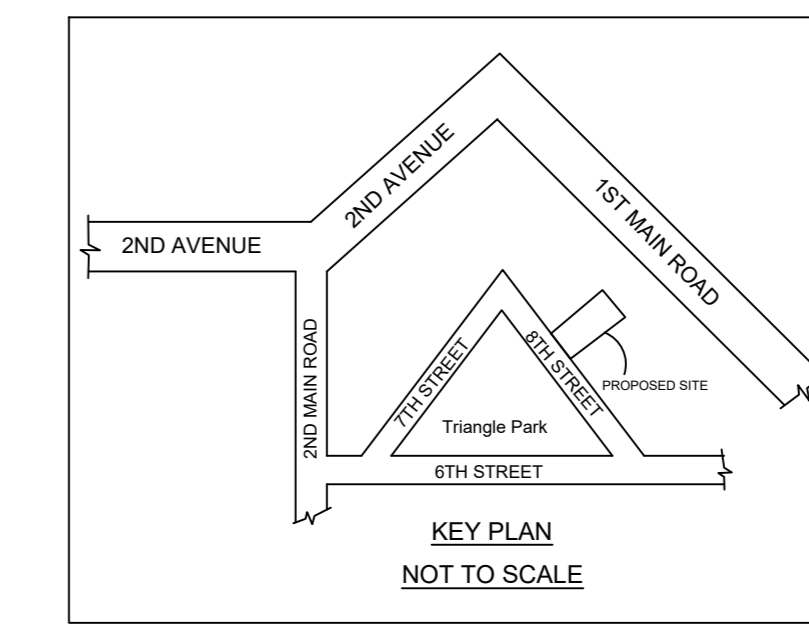 2ND AVENUE
2ND AVENUE
1ST MAIN ROAD
2ND MAIN ROAD
7TH STREET
8TH STREET
PROPOSED SITE
Triangle Park
6TH STREET
KEY PLAN
NOT TO SCALE